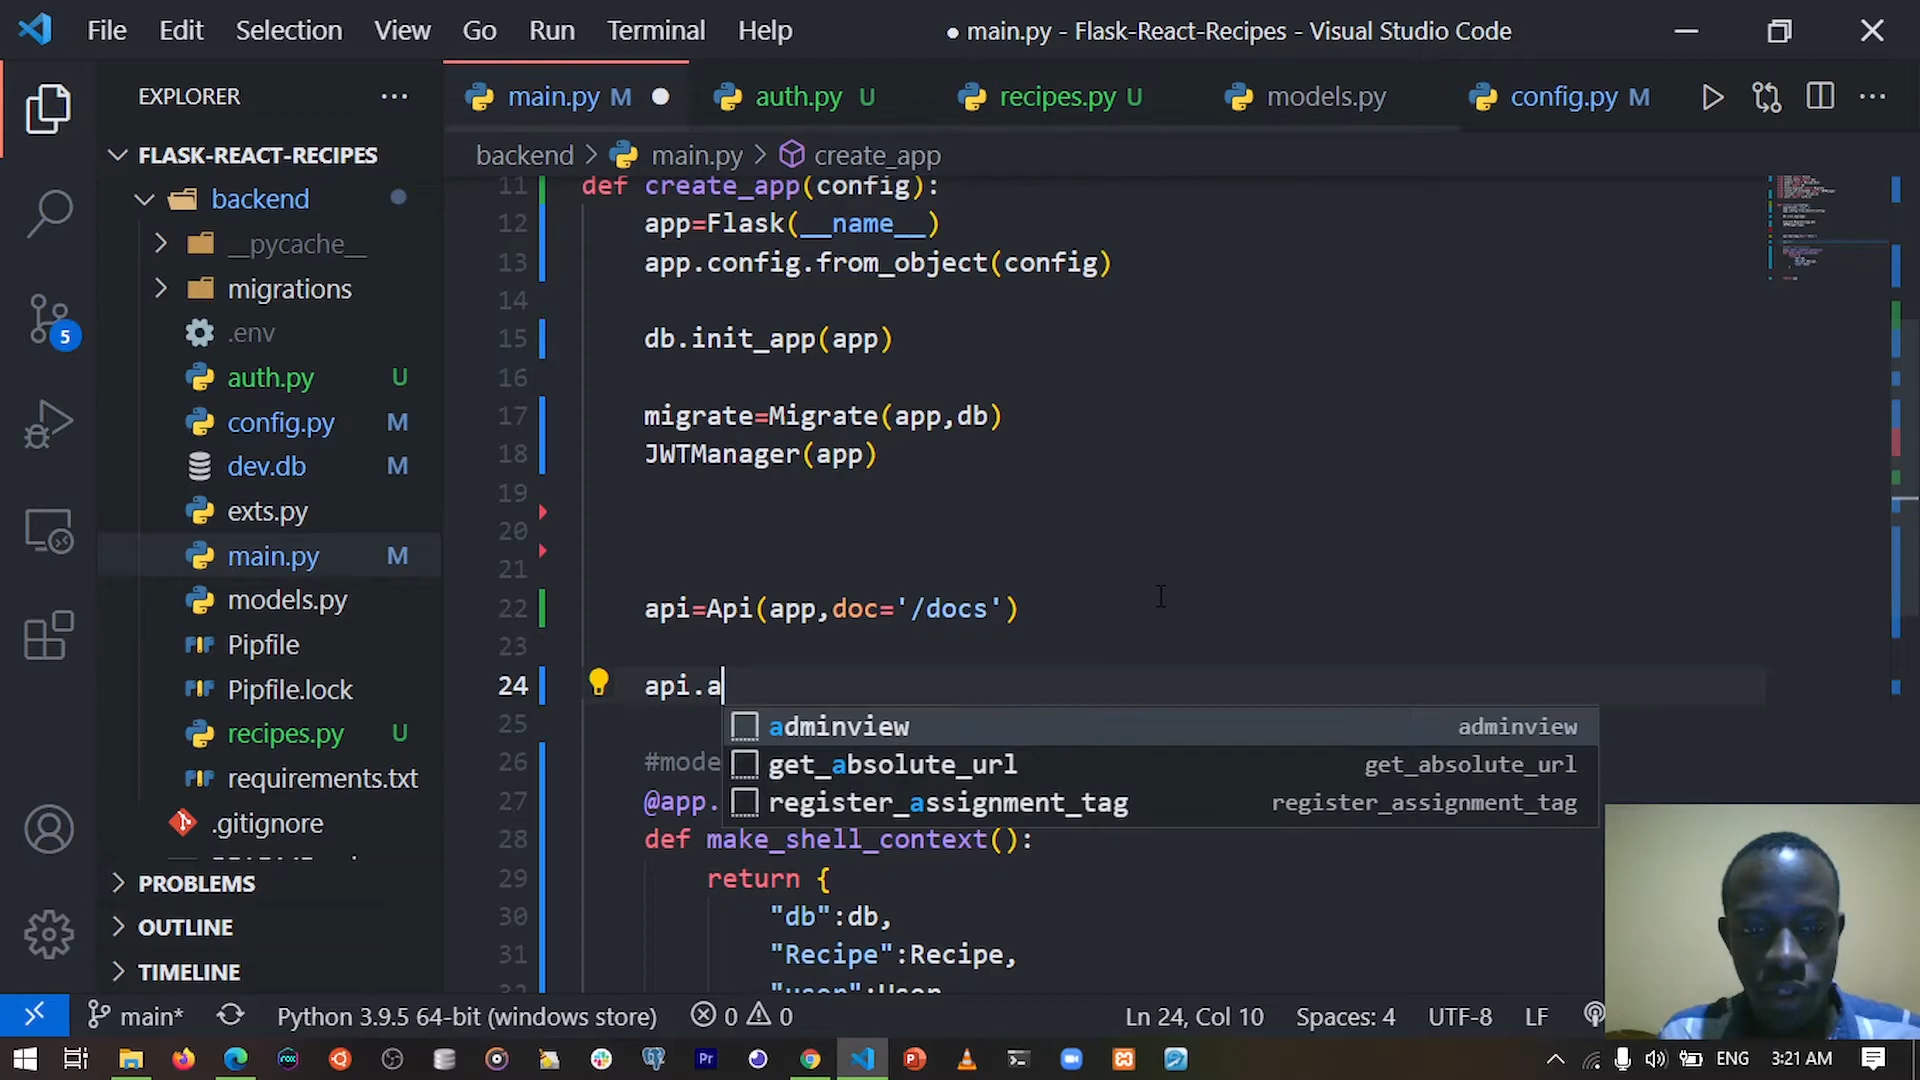 File Edit Selection View Go Run Terminal Help
● main.py - Flask-React-Recipes - Visual Studio Code
EXPLORER
main.py M
auth.py U
recipes.py U
models.py
config.py M
FLASK-REACT-RECIPES
backend > main.py > create_app
backend
__pycache__
migrations
.env
auth.py U
config.py M
dev.db M
exts.py
main.py M
models.py
Pipfile
Pipfile.lock
recipes.py U
requirements.txt
.gitignore
PROBLEMS
OUTLINE
TIMELINE
5
11 def create_app(config):
12 app=Flask(__name__)
13 app.config.from_object(config)
14
15 db.init_app(app)
16
17 migrate=Migrate(app,db)
18 JWTManager(app)
19
20
21
22 api=Api(app,doc='/docs')
23
24 api.a
adminview adminview
get_absolute_url get_absolute_url
register_assignment_tag register_assignment_tag
25
26 #mode
27 @app.
28 def make_shell_context():
29 return {
30 "db":db,
31 "Recipe":Recipe,
main* Python 3.9.5 64-bit (windows store) 0 0 Ln 24, Col 10 Spaces: 4 UTF-8 LF
ENG 3:21 AM